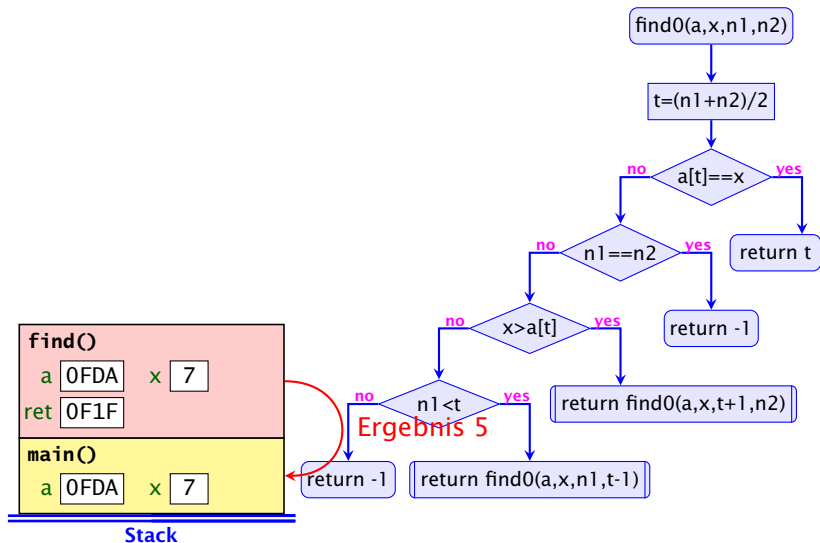 find0(a,x,n1,n2)
t=(n1+n2)/2
a[t]==x
no
yes
return t
n1==n2
no
yes
return -1
x>a[t]
no
yes
return find0(a,x,t+1,n2)
n1<t
no
yes
return -1
return find0(a,x,n1,t-1)
Ergebnis 5
find()
a 0FDA x 7
ret 0F1F
main()
a 0FDA x 7
Stack